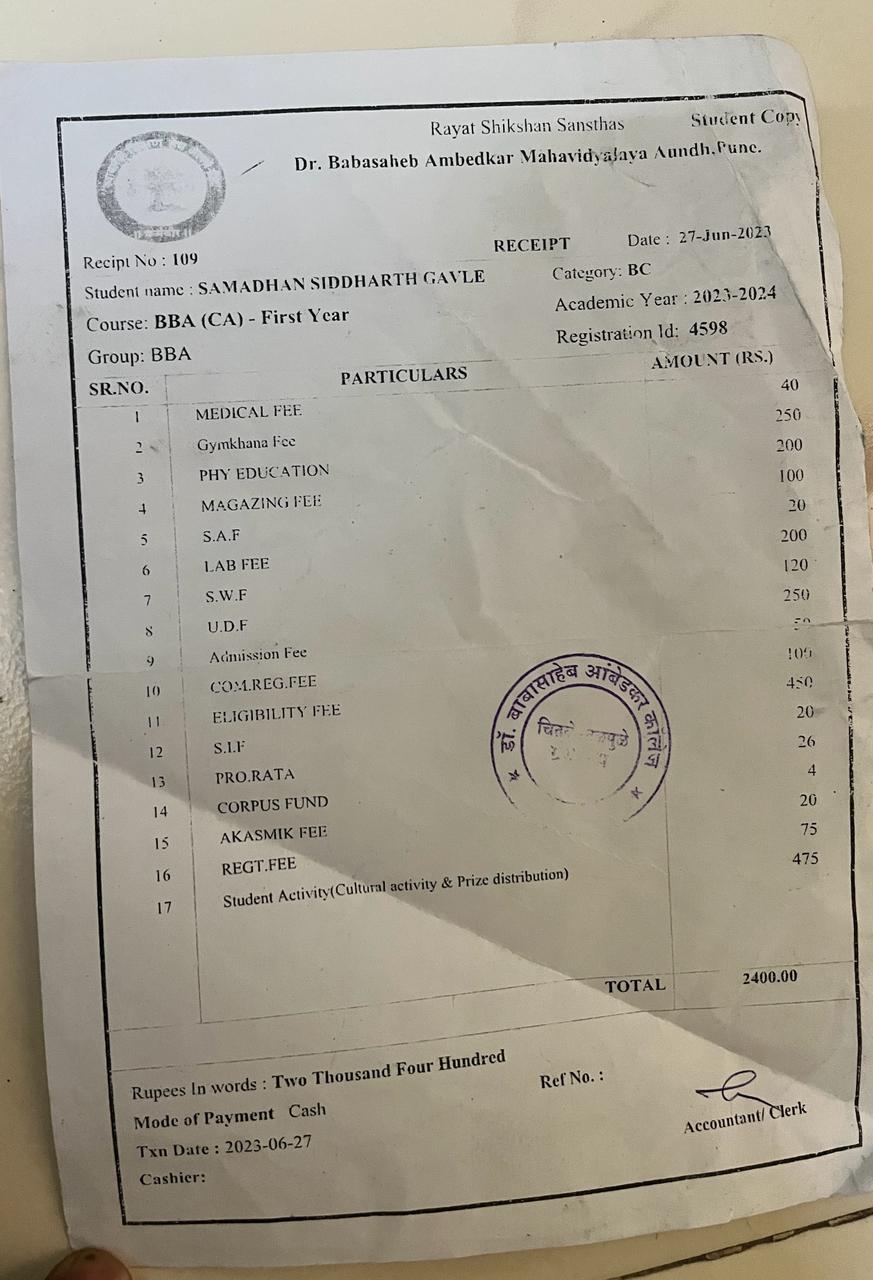 Rayat Shikshan Sansthas Student Copy
Dr. Babasaheb Ambedkar Mahavidyalaya Aundh,Pune.
RECEIPT Date : 27-Jun-2023
Recipt No : 109
Student name : SAMADHAN SIDDHARTH GAVLE Category: BC
Course: BBA (CA) - First Year Academic Year : 2023-2024
Group: BBA Registration Id: 4598
SR.NO. PARTICULARS AMOUNT (RS.)
1 MEDICAL FEE 40
2 Gymkhana Fee 250
3 PHY EDUCATION 200
4 MAGAZING FEE 100
5 S.A.F 20
6 LAB FEE 200
7 S.W.F 120
8 U.D.F 250
9 Admission Fee
10 COM.REG.FEE 100
11 ELIGIBILITY FEE 450
12 S.I.F 20
13 PRO.RATA 26
14 CORPUS FUND 4
15 AKASMIK FEE 20
16 REGT.FEE 75
17 Student Activity(Cultural activity & Prize distribution) 475
डॉ. बाबासाहेब आंबेडकर कॉलेज
TOTAL 2400.00
Rupees In words : Two Thousand Four Hundred Ref No. :
Mode of Payment Cash
Txn Date : 2023-06-27 Accountant/ Clerk
Cashier: